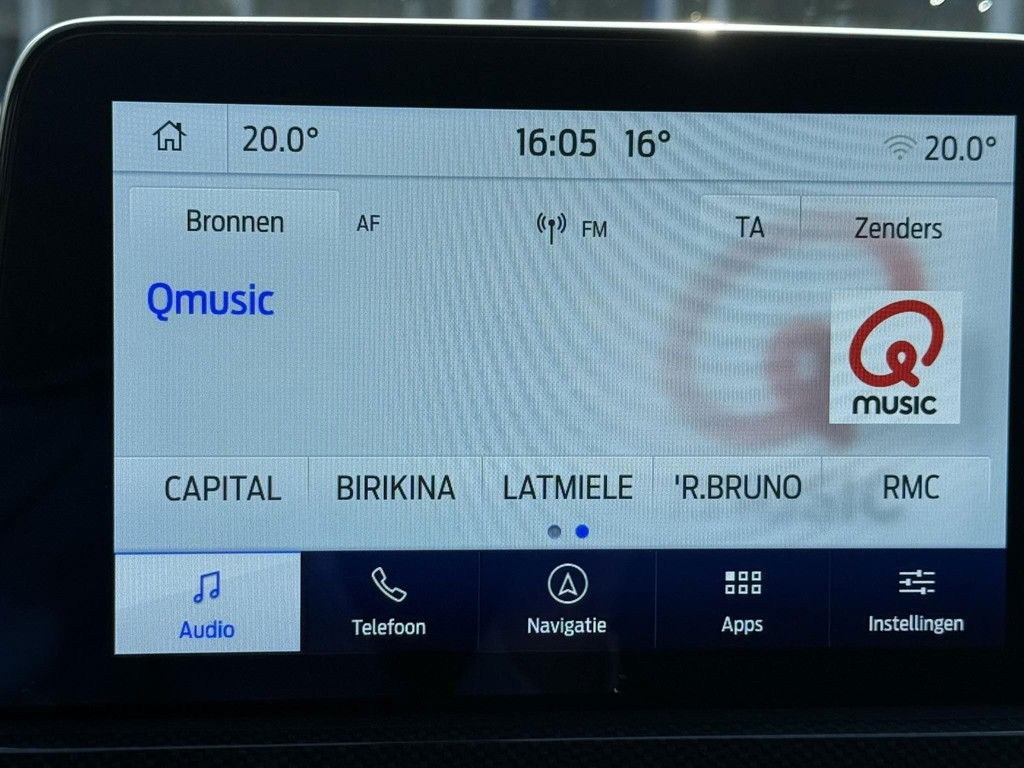 20.0° 16:05 16° 20.0°
Bronnen AF FM TA Zenders
Qmusic
Q
MUSIC
CAPITAL BIRIKINA LATMIELE 'R.BRUNO RMC
Audio Telefoon Navigatie Apps Instellingen